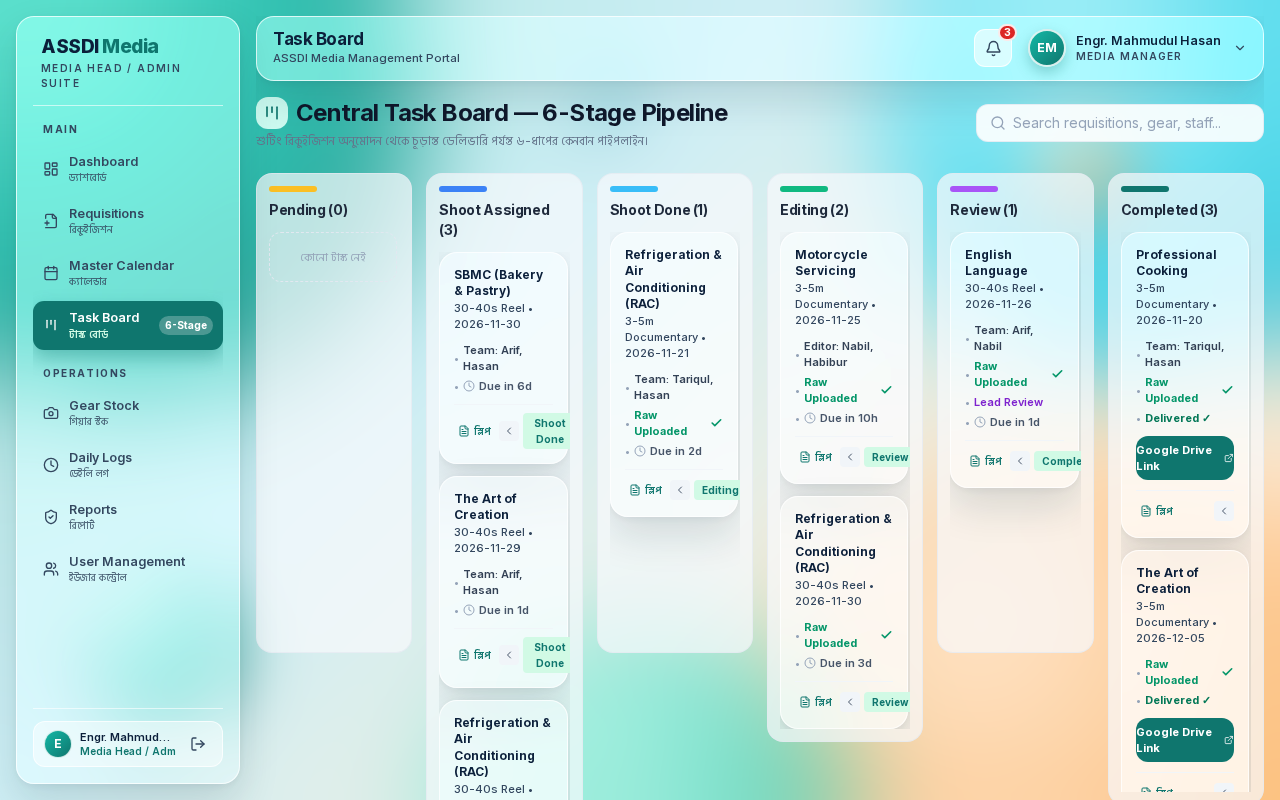 ASSDI Media
MEDIA HEAD / ADMIN
SUITE
MAIN
Dashboard
ড্যাশবোর্ড
Requisitions
রিকুইজিশন
Master Calendar
ক্যালেন্ডার
Task Board
টাস্ক বোর্ড
6-Stage
OPERATIONS
Gear Stock
গিয়ার স্টক
Daily Logs
ডেইলি লগ
Reports
রিপোর্ট
User Management
ইউজার কন্ট্রোল
E
Engr. Mahmud...
Media Head / Adm
Task Board
ASSDI Media Management Portal
3
EM
Engr. Mahmudul Hasan
MEDIA MANAGER
Central Task Board — 6-Stage Pipeline
শুটিং রিকুইজিশন অনুমোদন থেকে চূড়ান্ত ডেলিভারি পর্যন্ত ৬-ধাপের কেনবান পাইপলাইন।
Search requisitions, gear, staff...
Pending (0)
কোনো টাস্ক নেই
Shoot Assigned
(3)
SBMC (Bakery
& Pastry)
30-40s Reel •
2026-11-30
• Team: Arif,
Hasan
• Due in 6d
স্লিপ
Shoot
Done
The Art of
Creation
30-40s Reel •
2026-11-29
• Team: Arif,
Hasan
• Due in 1d
স্লিপ
Shoot
Done
Refrigeration &
Air
Conditioning
(RAC)
30-40s Reel •
Shoot Done (1)
Refrigeration &
Air
Conditioning
(RAC)
3-5m
Documentary •
2026-11-21
• Team: Tariqul,
Hasan
• Raw
Uploaded
• Due in 2d
স্লিপ
Editing
Editing (2)
Motorcycle
Servicing
3-5m
Documentary •
2026-11-25
• Editor: Nabil,
Habibur
• Raw
Uploaded
• Due in 10h
স্লিপ
Review
Refrigeration &
Air
Conditioning
(RAC)
30-40s Reel •
2026-11-30
• Raw
Uploaded
• Due in 3d
স্লিপ
Review
Review (1)
English
Language
30-40s Reel •
2026-11-26
• Team: Arif,
Nabil
• Raw
Uploaded
• Lead Review
• Due in 1d
স্লিপ
Comple
Completed (3)
Professional
Cooking
3-5m
Documentary •
2026-11-20
• Team: Tariqul,
Hasan
• Raw
Uploaded
• Delivered ✓
Google Drive
Link
স্লিপ
The Art of
Creation
3-5m
Documentary •
2026-12-05
• Raw
Uploaded
• Delivered ✓
Google Drive
Link